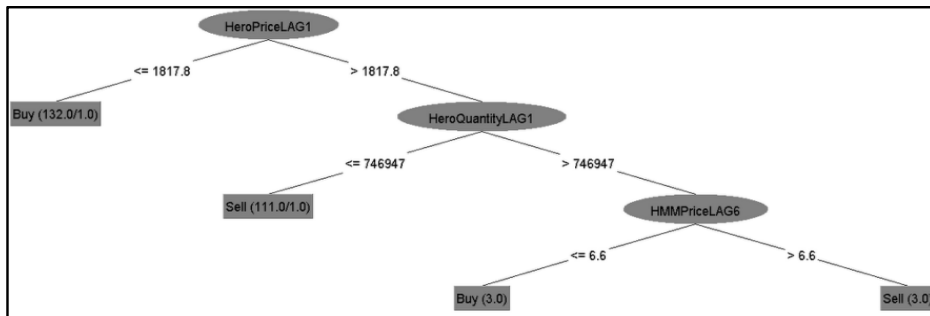 HeroPriceLAG1
<= 1817.8
> 1817.8
Buy (132.0/1.0)
HeroQuantityLAG1
<= 746947
> 746947
Sell (111.0/1.0)
HMMPriceLAG6
<= 6.6
> 6.6
Buy (3.0)
Sell (3.0)